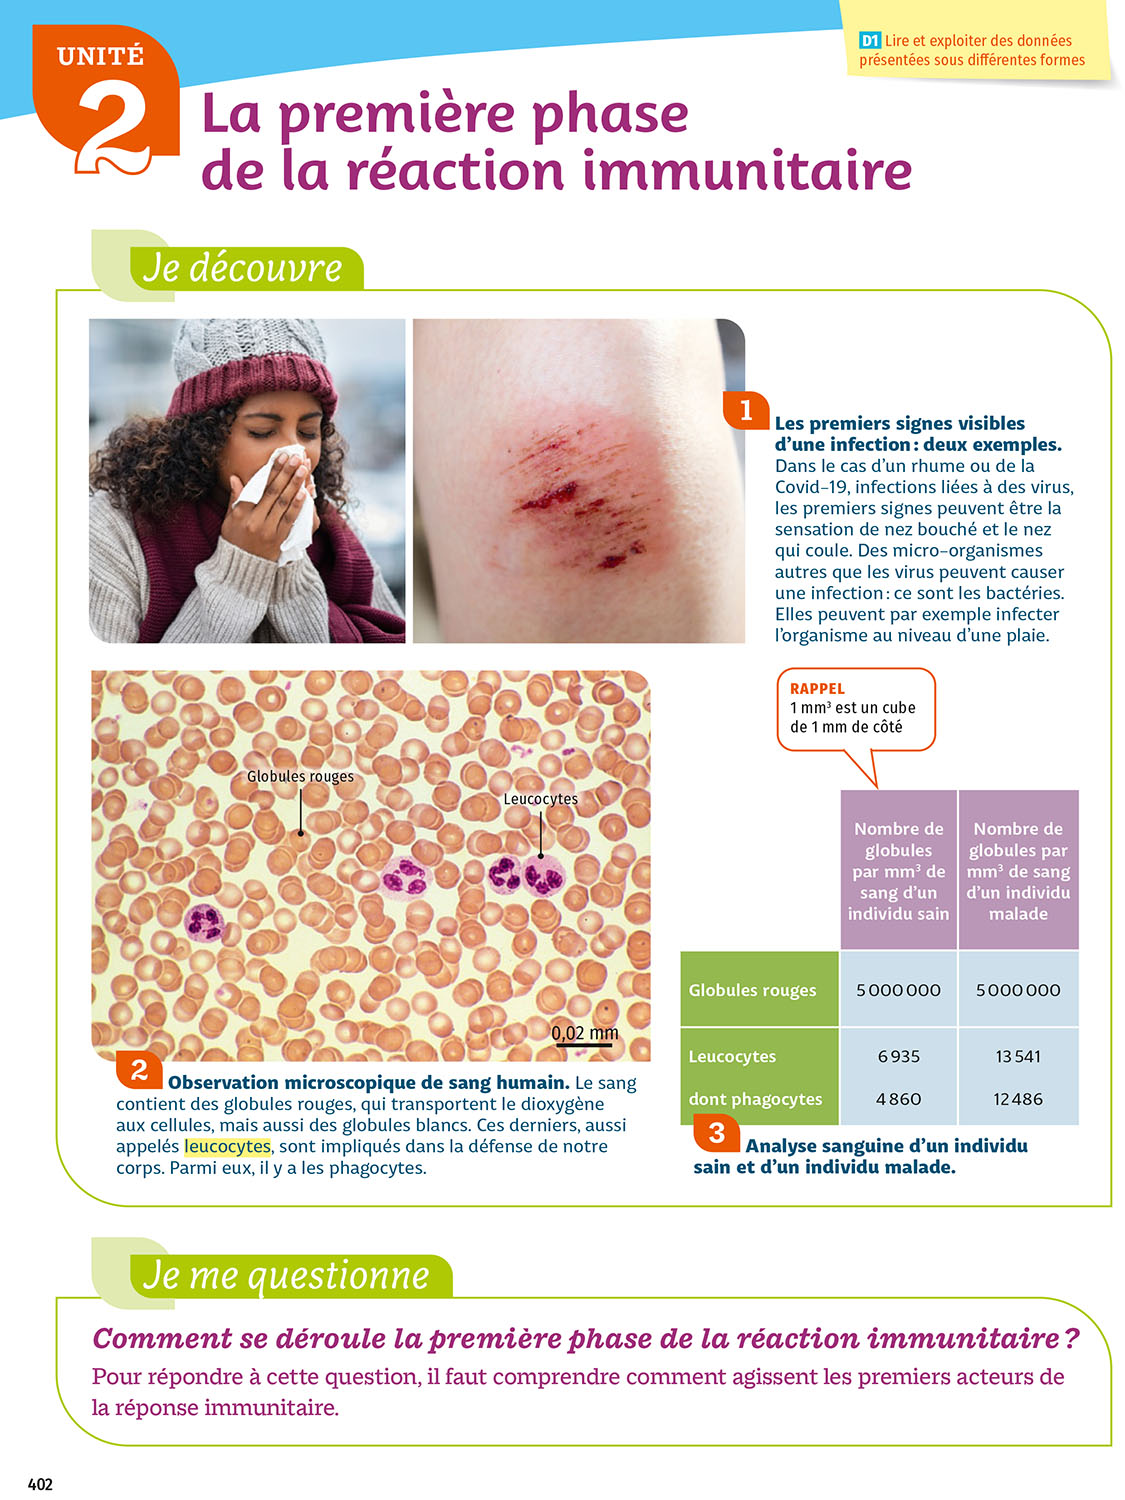 UNITÉ
2
D1 Lire et exploiter des données
présentées sous différentes formes
La première phase
de la réaction immunitaire
Je découvre
1
Les premiers signes visibles
d'une infection : deux exemples.
Dans le cas d'un rhume ou de la
Covid-19, infections liées à des virus,
les premiers signes peuvent être la
sensation de nez bouché et le nez
qui coule. Des micro-organismes
autres que les virus peuvent causer
une infection : ce sont les bactéries.
Elles peuvent par exemple infecter
l'organisme au niveau d'une plaie.
Globules rouges
Leucocytes
0,02 mm
2
Observation microscopique de sang humain. Le sang
contient des globules rouges, qui transportent le dioxygène
aux cellules, mais aussi des globules blancs. Ces derniers, aussi
appelés leucocytes, sont impliqués dans la défense de notre
corps. Parmi eux, il y a les phagocytes.
RAPPEL
1 mm³ est un cube
de 1 mm de côté
Nombre de
globules
par mm³ de
sang d'un
individu sain
Nombre de
globules par
mm³ de sang
d'un individu
malade
Globules rouges 5 000 000 5 000 000
Leucocytes 6 935 13 541
dont phagocytes 4 860 12 486
3
Analyse sanguine d'un individu
sain et d'un individu malade.
Je me questionne
Comment se déroule la première phase de la réaction immunitaire ?
Pour répondre à cette question, il faut comprendre comment agissent les premiers acteurs de
la réponse immunitaire.
402